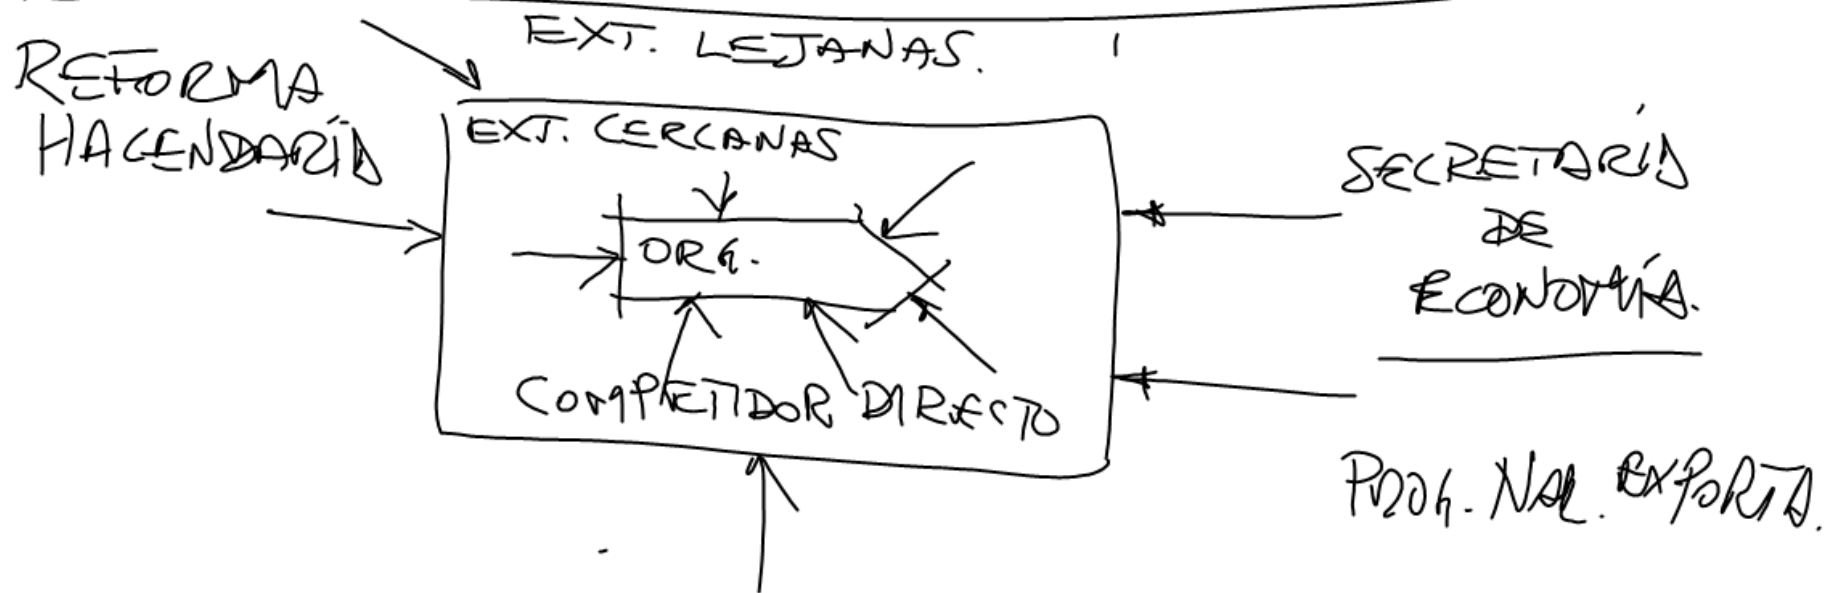 EXT. LEJANAS.
REFORMA
HACENDARÍA
EXT. CERCANAS
ORG.
COMPETIDOR DIRECTO
SECRETARÍA
DE
ECONOMÍA.
PROG. NAL. EXPORTA.